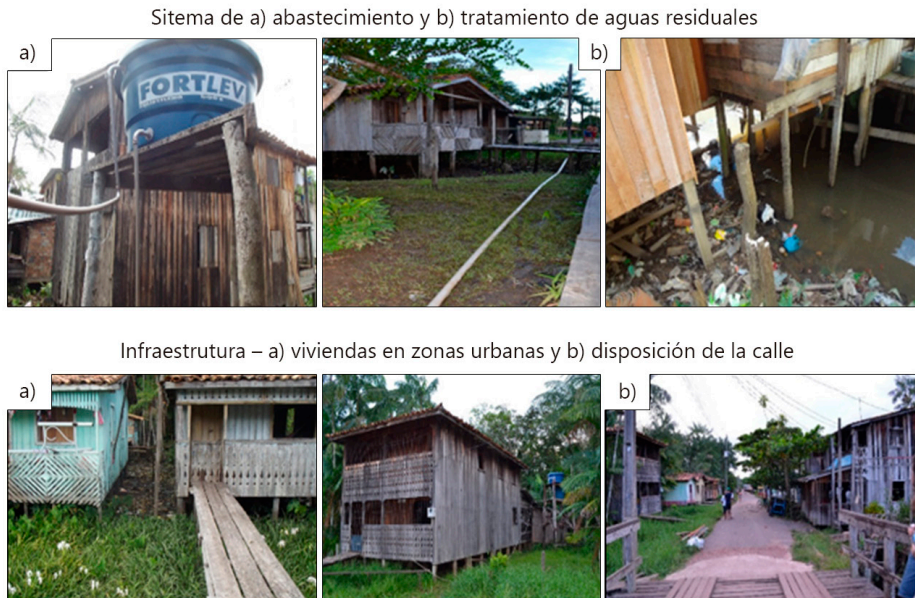 Sitema de a) abastecimiento y b) tratamiento de aguas residuales
a)
b)
FORTLEV
Infraestrutura – a) viviendas en zonas urbanas y b) disposición de la calle
a)
b)